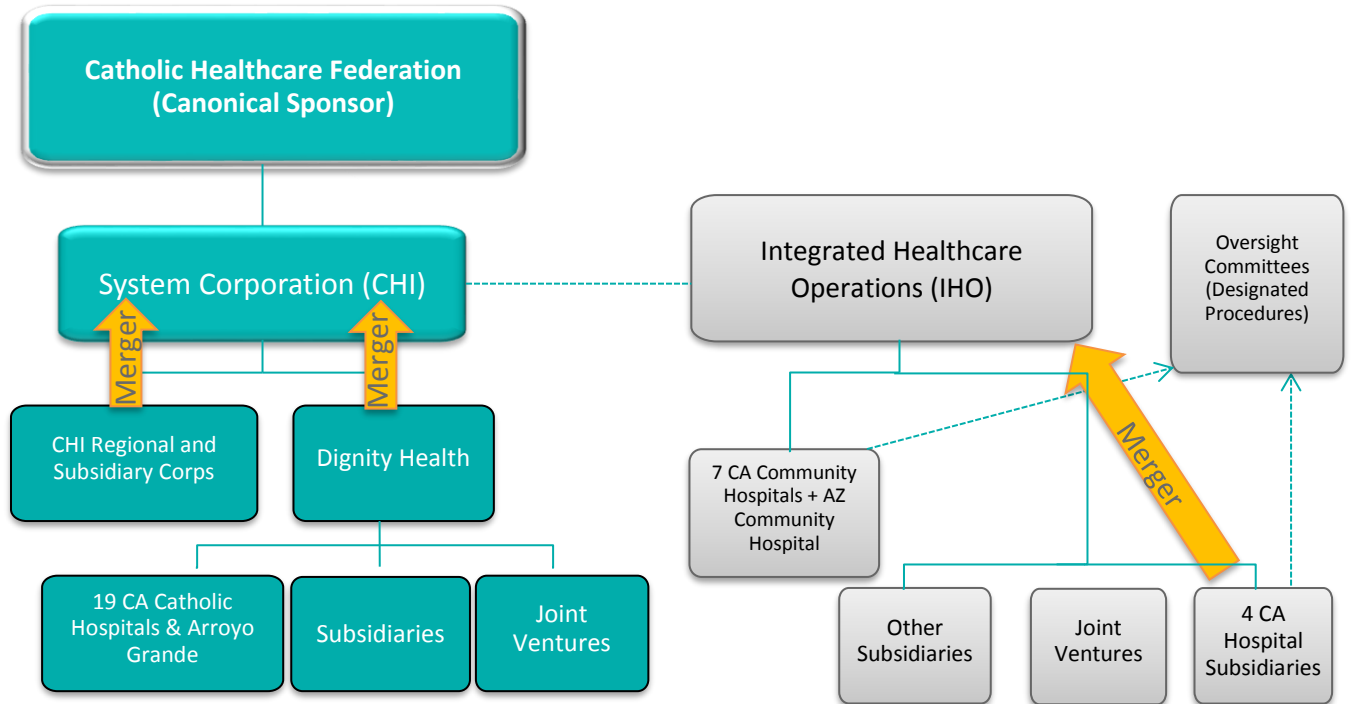 Catholic Healthcare Federation
(Canonical Sponsor)
System Corporation (CHI)
Integrated Healthcare
Operations (IHO)
Oversight
Committees
(Designated
Procedures)
Merger
Merger
Merger
CHI Regional and
Subsidiary Corps
Dignity Health
7 CA Community
Hospitals + AZ
Community
Hospital
19 CA Catholic
Hospitals & Arroyo
Grande
Subsidiaries
Joint
Ventures
Other
Subsidiaries
Joint
Ventures
4 CA
Hospital
Subsidiaries